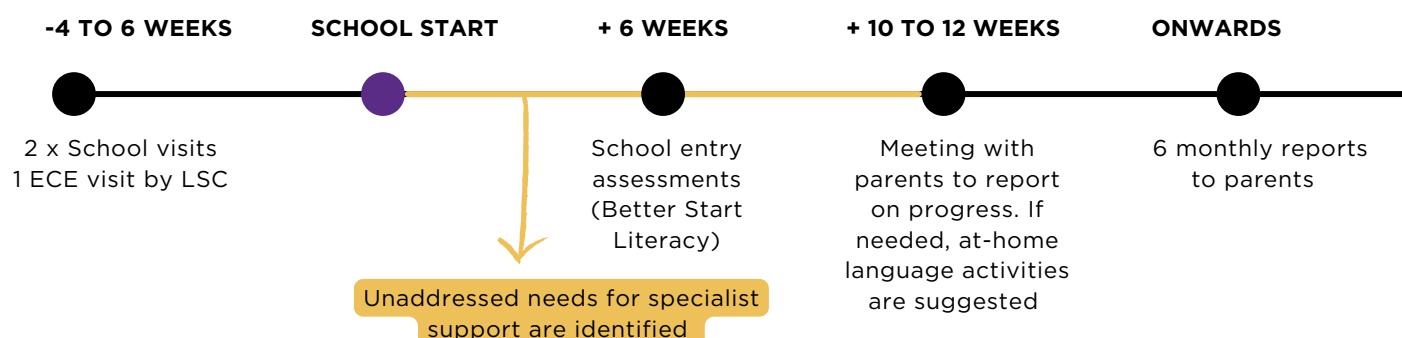 -4 TO 6 WEEKS
SCHOOL START
+ 6 WEEKS
+ 10 TO 12 WEEKS
ONWARDS
2 x School visits
1 ECE visit by LSC
School entry
assessments
(Better Start
Literacy)
Meeting with
parents to report
on progress. If
needed, at-home
language activities
are suggested
6 monthly reports
to parents
Unaddressed needs for specialist
support are identified